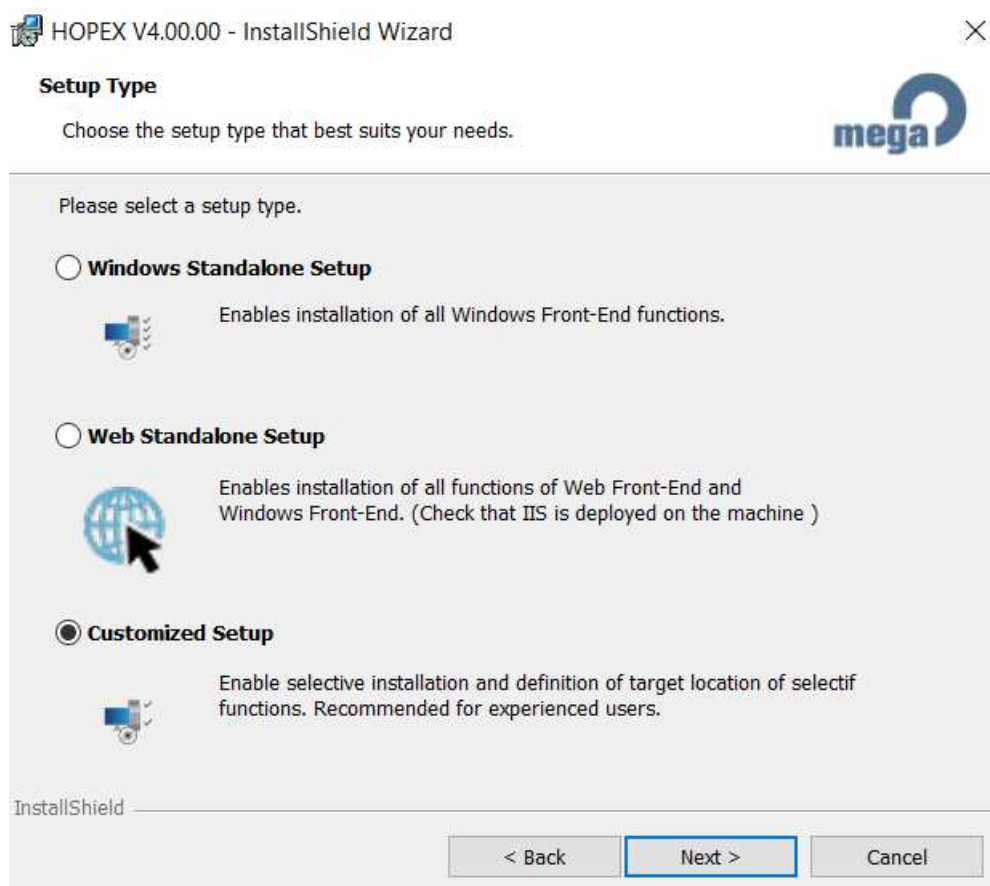 HOPEX V4.00.00 - InstallShield Wizard
Setup Type
Choose the setup type that best suits your needs.
mega
Please select a setup type.
Windows Standalone Setup
Enables installation of all Windows Front-End functions.
Web Standalone Setup
Enables installation of all functions of Web Front-End and
Windows Front-End. (Check that IIS is deployed on the machine )
Customized Setup
Enable selective installation and definition of target location of selectif
functions. Recommended for experienced users.
InstallShield
< Back Next > Cancel